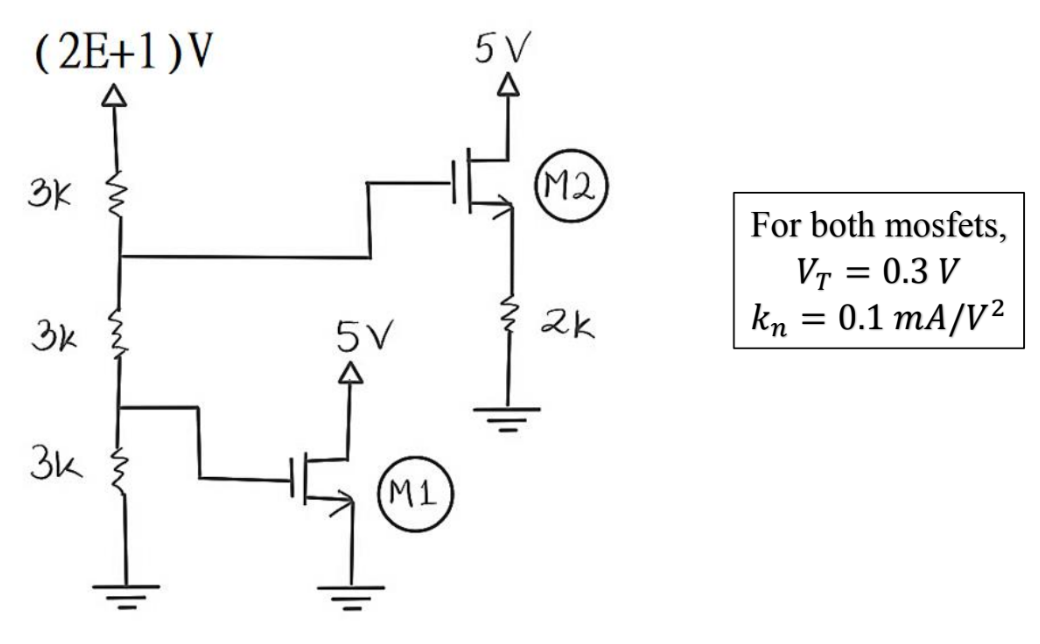 (2E+1)V
5V
3K
M2
3k
5V
2k
3k
M1
For both mosfets,
V_T = 0.3 V
k_n = 0.1 mA/V²